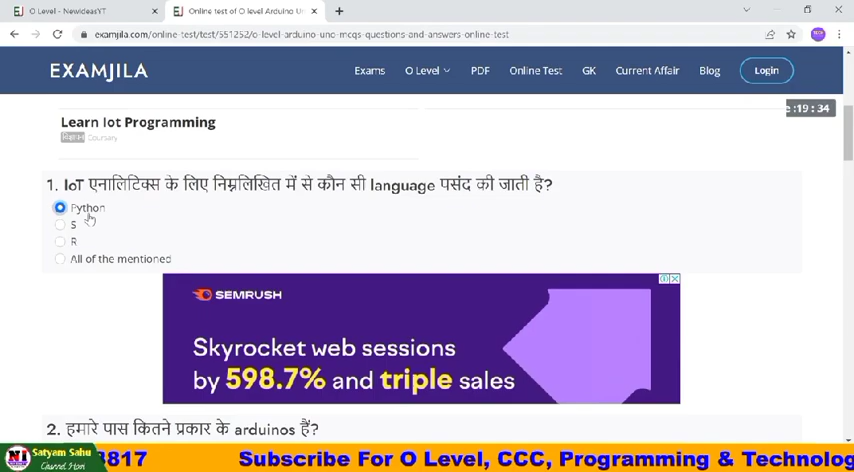 O Level - NewideasYT
Online test of O level Arduino Un
examjila.com/online-test/test/551252/o-level-arduino-uno-mcqs-questions-and-answers-online-test
EXAMJILA
Exams O Level PDF Online Test GK Current Affair Blog Login
e :19 : 34
Learn Iot Programming
विज्ञापन Coursary
1. IoT एनालिटिक्स के लिए निम्नलिखित में से कौन सी language पसंद की जाती है?
Python
S
R
All of the mentioned
SEMRUSH
Skyrocket web sessions
by 598.7% and triple sales
2. हमारे पास कितने प्रकार के arduinos हैं?
Satyam Sahu
8817 Subscribe For O Level, CCC, Programming & Technolog